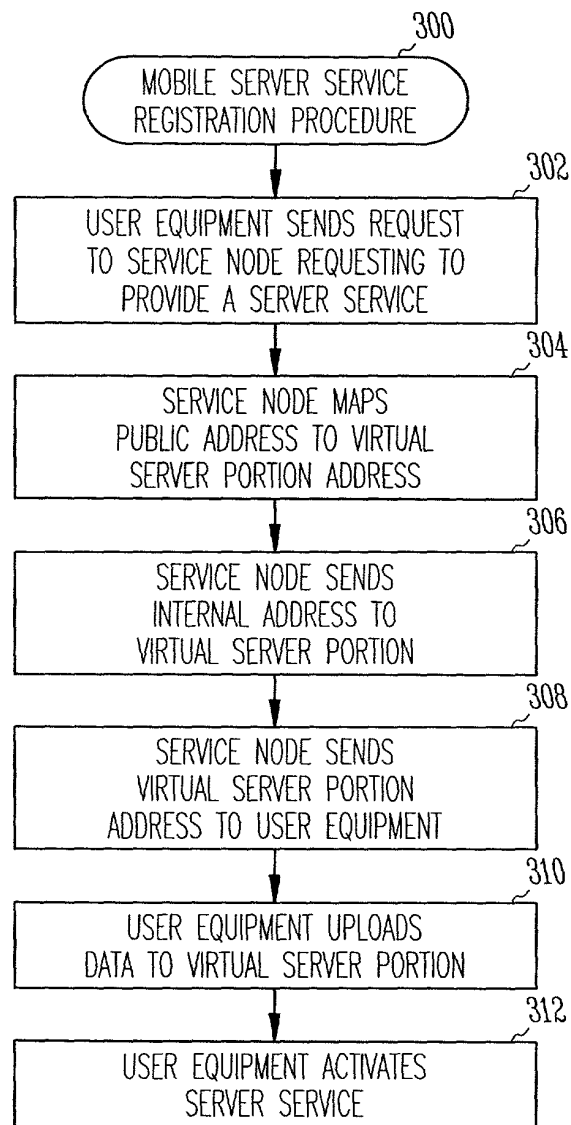 300
MOBILE SERVER SERVICE
REGISTRATION PROCEDURE
302
USER EQUIPMENT SENDS REQUEST
TO SERVICE NODE REQUESTING TO
PROVIDE A SERVER SERVICE
304
SERVICE NODE MAPS
PUBLIC ADDRESS TO VIRTUAL
SERVER PORTION ADDRESS
306
SERVICE NODE SENDS
INTERNAL ADDRESS TO
VIRTUAL SERVER PORTION
308
SERVICE NODE SENDS
VIRTUAL SERVER PORTION
ADDRESS TO USER EQUIPMENT
310
USER EQUIPMENT UPLOADS
DATA TO VIRTUAL SERVER PORTION
312
USER EQUIPMENT ACTIVATES
SERVER SERVICE